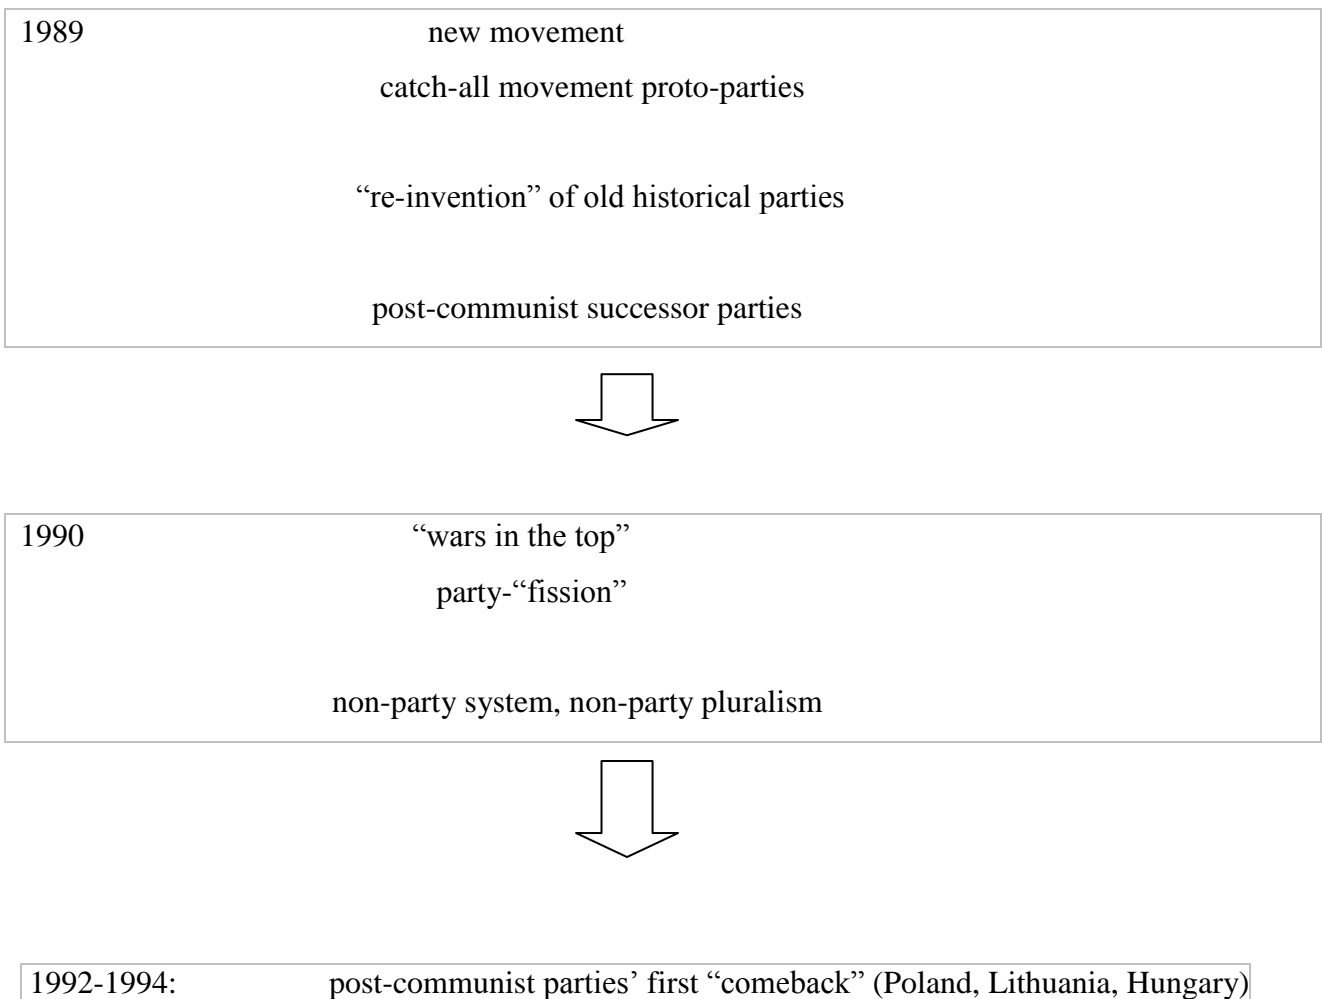 1989 new movement
catch-all movement proto-parties
“re-invention” of old historical parties
post-communist successor parties
1990 “wars in the top”
party-“fission”
non-party system, non-party pluralism
1992-1994: post-communist parties’ first “comeback” (Poland, Lithuania, Hungary)